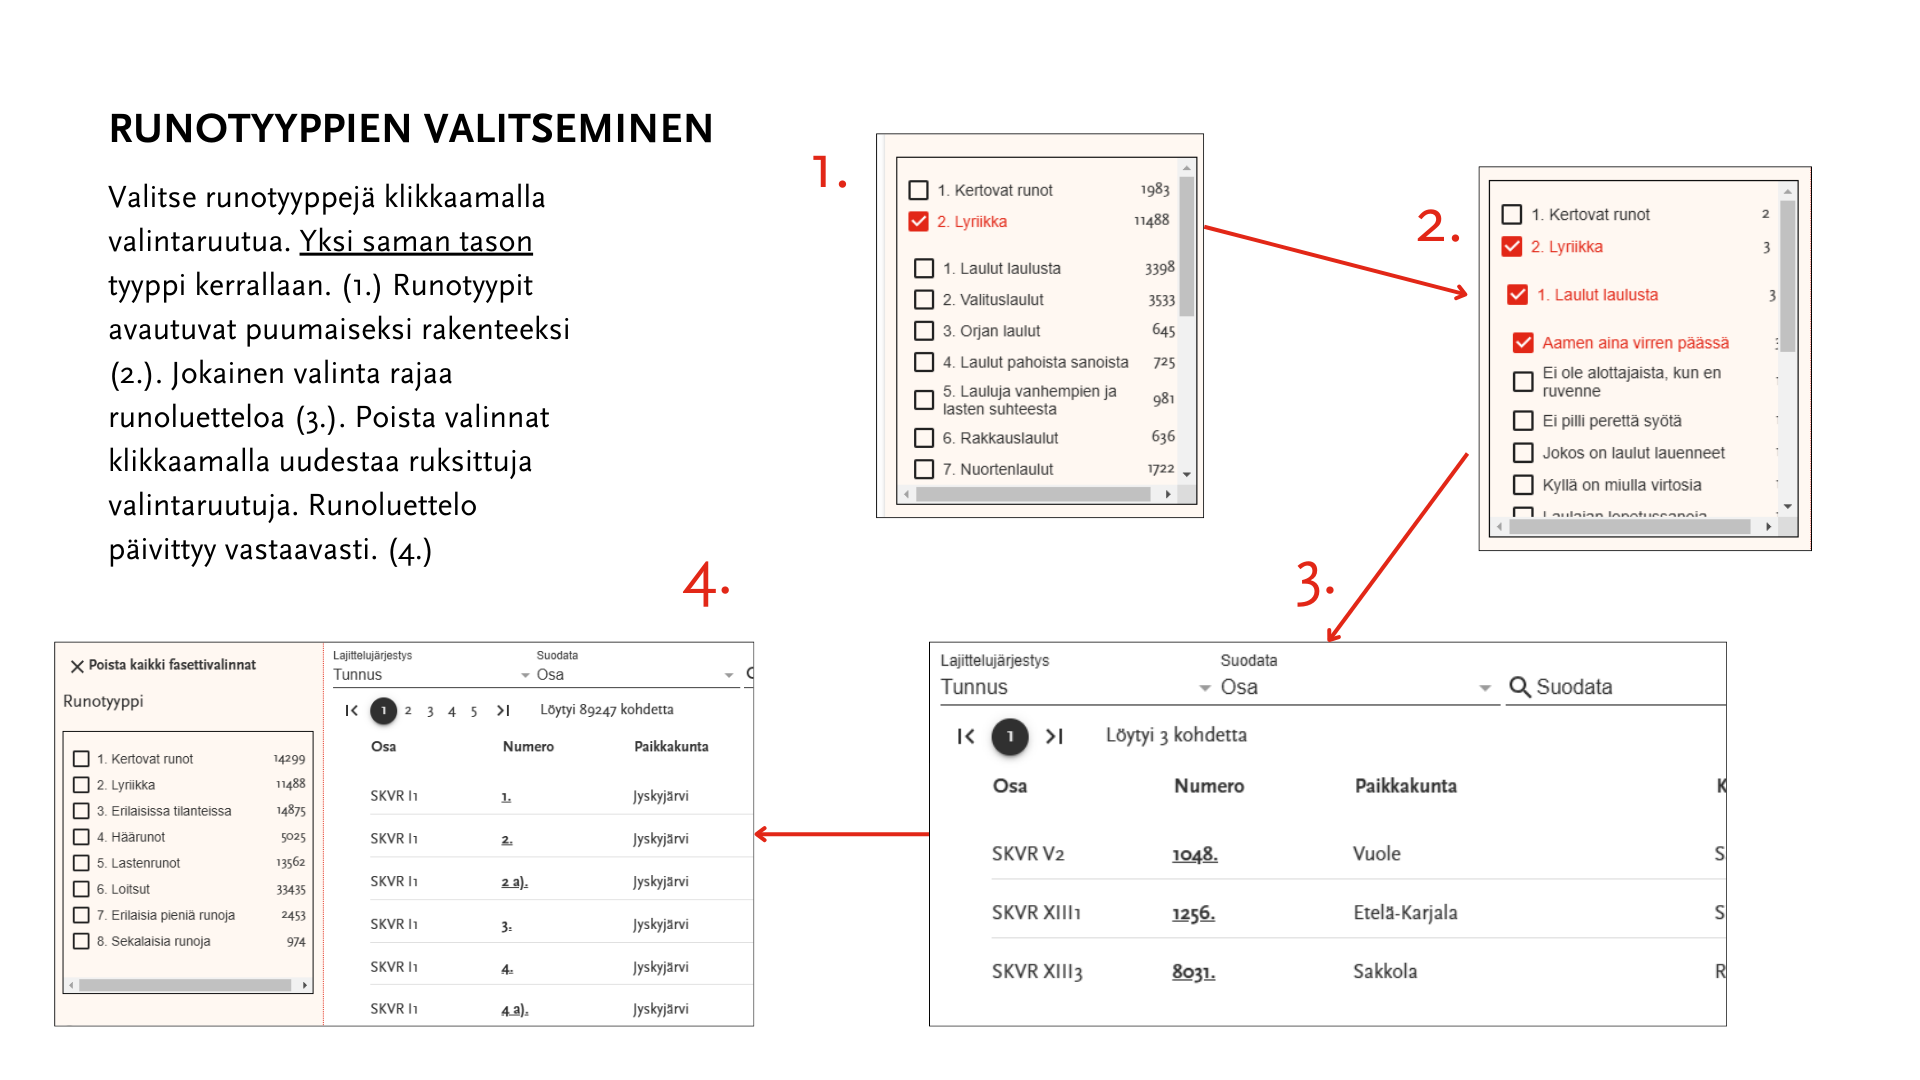 RUNOTYYPPIEN VALITSEMINEN
Valitse runotyyppejä klikkaamalla
valintaruutua. Yksi saman tason
tyyppi kerrallaan. (1.) Runotyypit
avautuvat puumaiseksi rakenteeksi
(2.). Jokainen valinta rajaa
runoluetteloa (3.). Poista valinnat
klikkaamalla uudestaa ruksittuja
valintaruutuja. Runoluettelo
päivittyy vastaavasti. (4.)
1.
1. Kertovat runot 1983
2. Lyriikka 11488
1. Laulut laulusta 3398
2. Valituslaulut 3533
3. Orjan laulut 645
4. Laulut pahoista sanoista 725
5. Lauluja vanhempien ja
lasten suhteesta 981
6. Rakkauslaulut 636
7. Nuortenlaulut 1722
2.
1. Kertovat runot 2
2. Lyriikka 3
1. Laulut laulusta 3
Aamen aina virren päässä
Ei ole alottajaista, kun en
ruvenne
Ei pilli perettä syötä
Jokos on laulut lauenneet
Kyllä on miulla virtosia
Laulajan lopetussanoja
3.
Lajittelujärjestys Suodata
Tunnus Osa Suodata
1 Löytyi 3 kohdetta
Osa Numero Paikkakunta K
SKVR V2 1048. Vuole S
SKVR XIII1 1256. Etelä-Karjala S
SKVR XIII3 8031. Sakkola R
4.
Poista kaikki fasettivalinnat
Runotyyppi
1. Kertovat runot 14299
2. Lyriikka 11488
3. Erilaisissa tilanteissa 14875
4. Häärunot 5025
5. Lastenrunot 13562
6. Loitsut 33435
7. Erilaisia pieniä runoja 2453
8. Sekalaisia runoja 974
Lajittelujärjestys Suodata
Tunnus Osa
1 2 3 4 5 Löytyi 89247 kohdetta
Osa Numero Paikkakunta
SKVR I1 1. Jyskyjärvi
SKVR I1 2. Jyskyjärvi
SKVR I1 2 a). Jyskyjärvi
SKVR I1 3. Jyskyjärvi
SKVR I1 4. Jyskyjärvi
SKVR I1 4 a). Jyskyjärvi